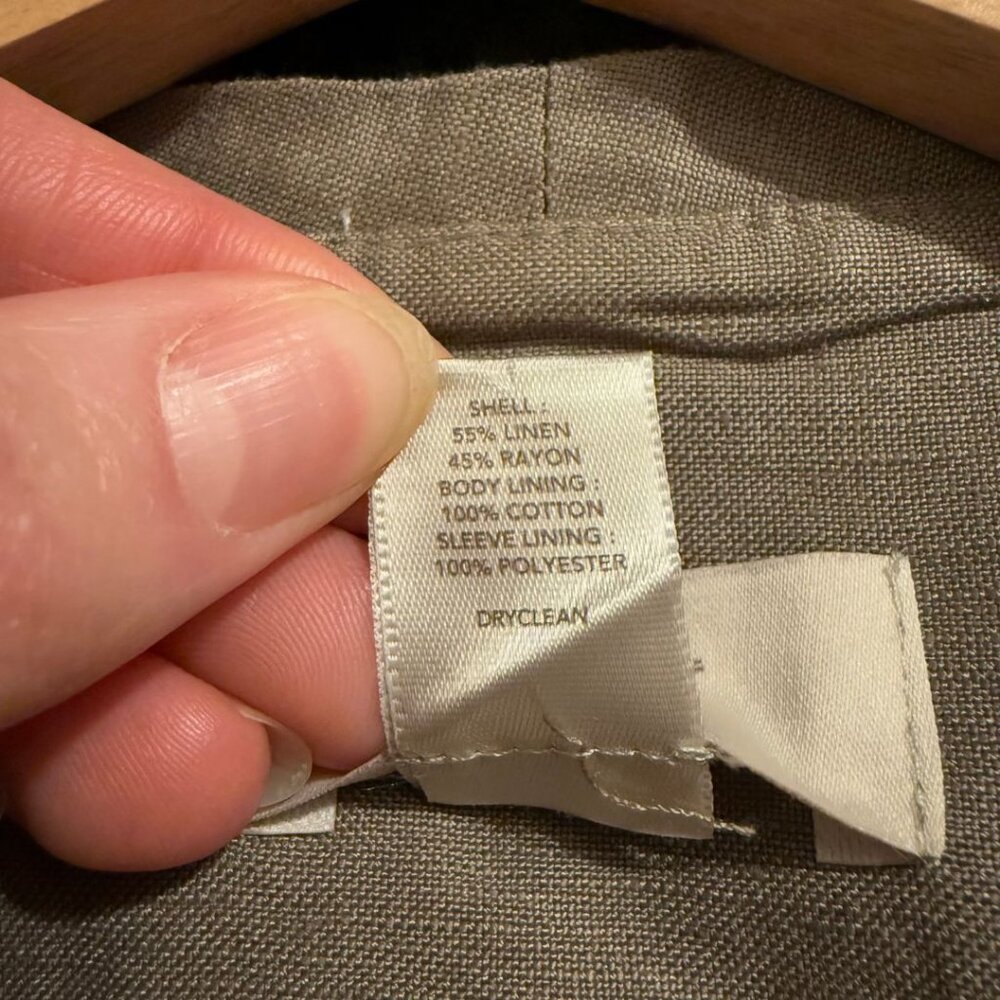 SHELL :
55% LINEN
45% RAYON
BODY LINING :
100% COTTON
SLEEVE LINING :
100% POLYESTER
DRYCLEAN